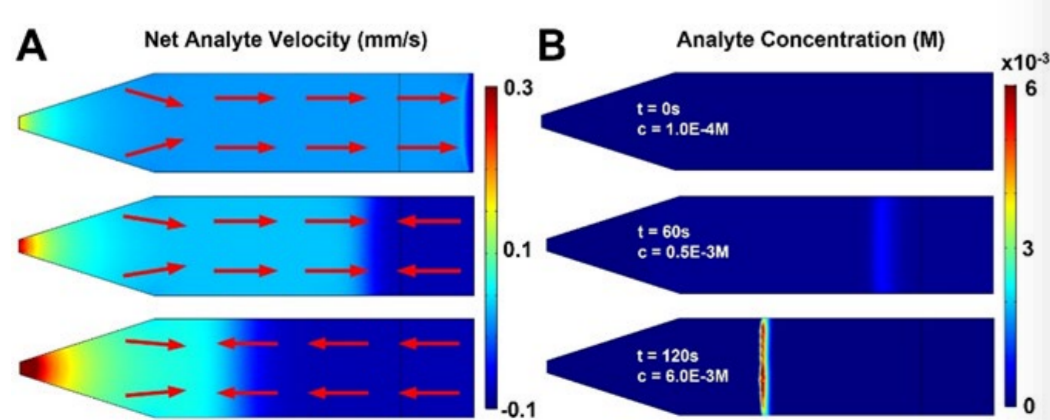 A
Net Analyte Velocity (mm/s)
0.3
0.1
-0.1
B
Analyte Concentration (M)
x10-³
6
3
0
t = 0s
c = 1.0E-4M
t = 60s
c = 0.5E-3M
t = 120s
c = 6.0E-3M